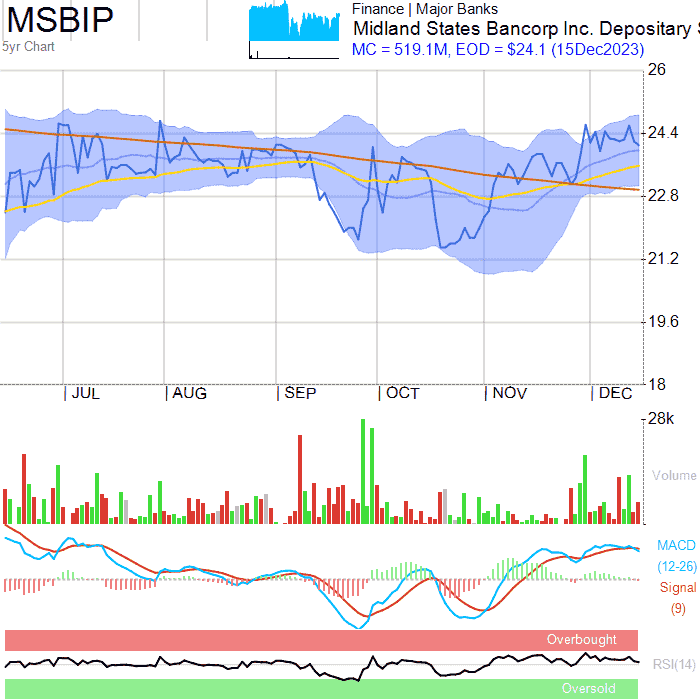 MSBIP
5yr Chart
Finance | Major Banks
Midland States Bancorp Inc. Depositary
MC = 519.1M, EOD = $24.1 (15Dec2023)
26
24.4
22.8
21.2
19.6
18
JUL AUG SEP OCT NOV DEC
28k
Volume
MACD
(12-26)
Signal
(9)
Overbought
RSI(14)
Oversold